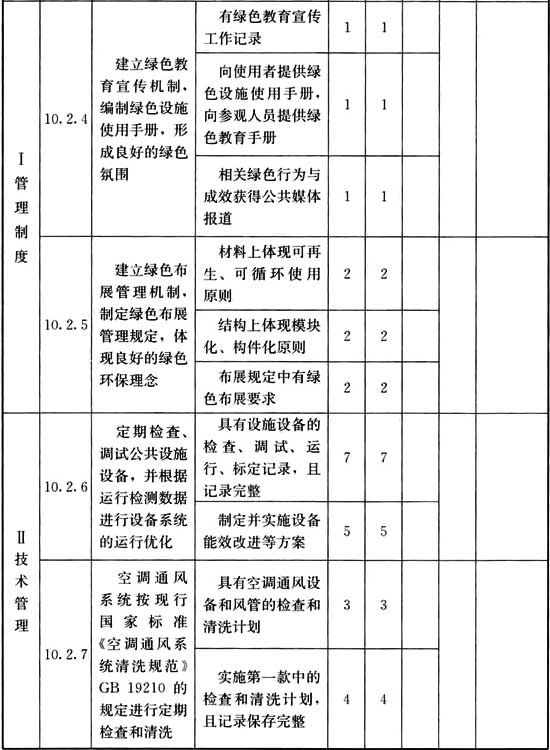 Ⅰ管理制度
10.2.4
建立绿色教
育宣传机制，
编制绿色设施
使用手册，形
成良好的绿色
氛围
有绿色教育宣传
工作记录
1 1
向使用者提供绿
色设施使用手册，
向参观人员提供绿
色教育手册
1 1
相关绿色行为与
成效获得公共媒体
报道
1 1
10.2.5
建立绿色布
展管理机制，
制定绿色布展
管理规定，体
现良好的绿色
环保理念
材料上体现可再
生、可循环使用
原则
2 2
结构上体现模块
化、构件化原则
2 2
布展规定中有绿
色布展要求
2 2
Ⅱ技术管理
10.2.6
定期检查、
调试公共设施
设备，并根据
运行检测数据
进行设备系统
的运行优化
具有设施设备的
检查、调试、运
行、标定记录，且
记录完整
7 7
制定并实施设备
能效改进等方案
5 5
10.2.7
空调通风
系统按现行
国家标准
《空调通风系
统清洗规范》
GB 19210 的
规定进行定期
检查和清洗
具有空调通风设
备和风管的检查和
清洗计划
3 3
实施第一款中的
检查和清洗计划，
且记录保存完整
4 4